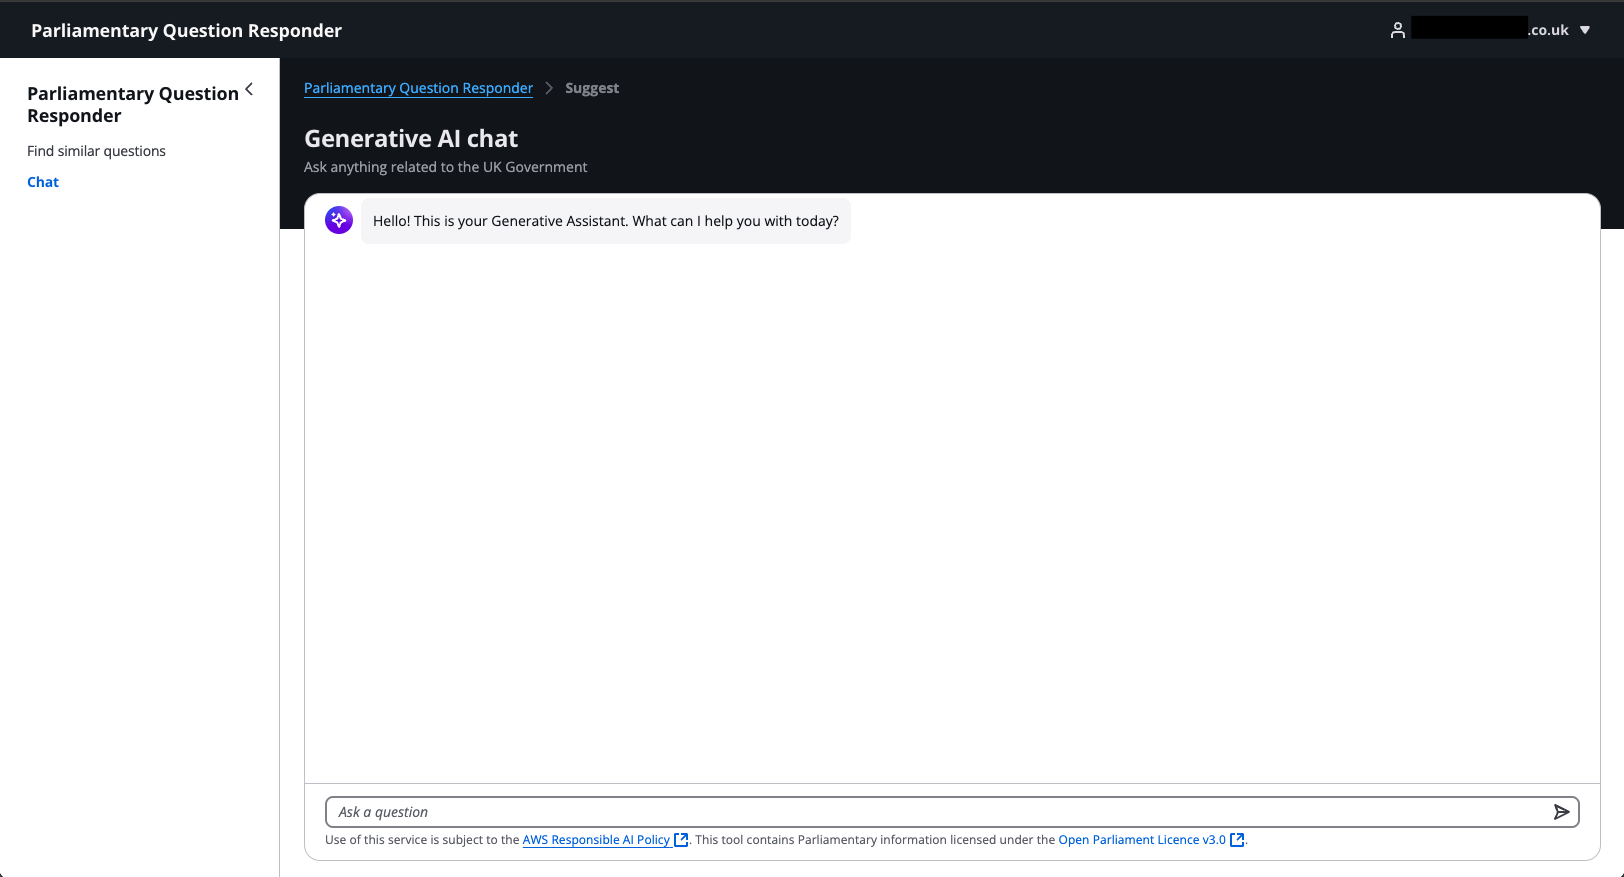 Parliamentary Question Responder
.co.uk
Parliamentary Question
Responder
Find similar questions
Chat
Parliamentary Question Responder > Suggest
Generative AI chat
Ask anything related to the UK Government
Hello! This is your Generative Assistant. What can I help you with today?
Ask a question
Use of this service is subject to the AWS Responsible AI Policy. This tool contains Parliamentary information licensed under the Open Parliament Licence v3.0.